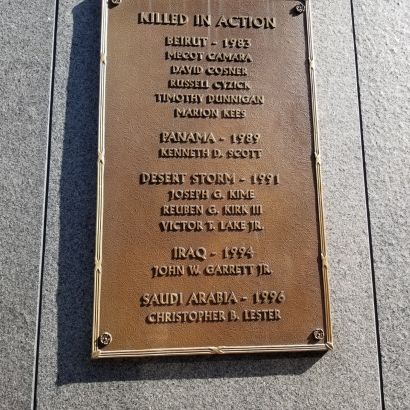 KILLED IN ACTION
BEIRUT - 1983
MECOT CAMARA
DAVID COSNER
RUSSELL CYZICK
TIMOTHY DUNNIGAN
MARION KEES
PANAMA - 1989
KENNETH D. SCOTT
DESERT STORM - 1991
JOSEPH G. KIME
REUBEN G. KIRK III
VICTOR T. LAKE JR.
IRAQ - 1994
JOHN W. GARRETT JR.
SAUDI ARABIA - 1996
CHRISTOPHER B. LESTER